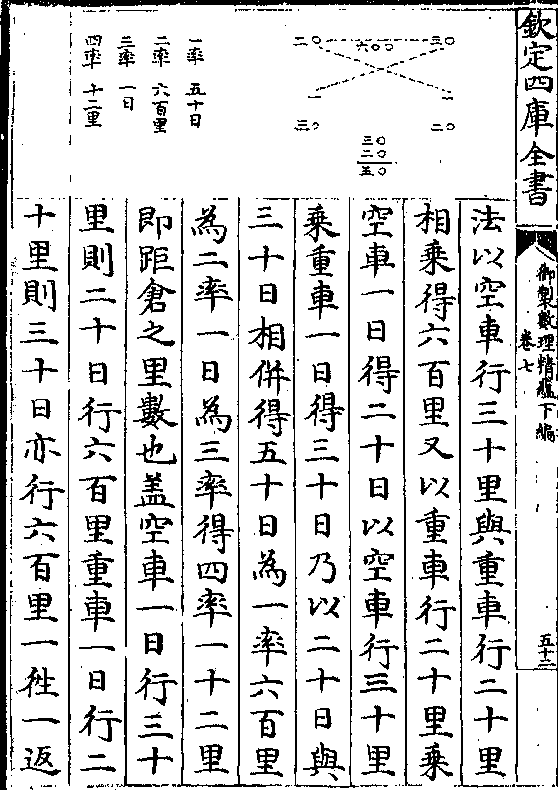 欽定四庫全書
御製數理精蘊下編
卷七
五十三
三〇 六〇〇 二〇
一 一
二〇 三〇
三〇
二〇
五〇
一率 五十日
二率 六百里
三率 一日
四率 十二里
法以空車行三十里與重車行二十里
相乘得六百里又以重車行二十里乘
空車一日得二十日以空車行三十里
乘重車一日得三十日乃以二十日與
三十日相併得五十日為一率六百里
為二率一日為三率得四率一十二里
即距倉之里數也蓋空車一日行三十
里則二十日行六百里重車一日行二
十里則三十日亦行六百里一徃一返